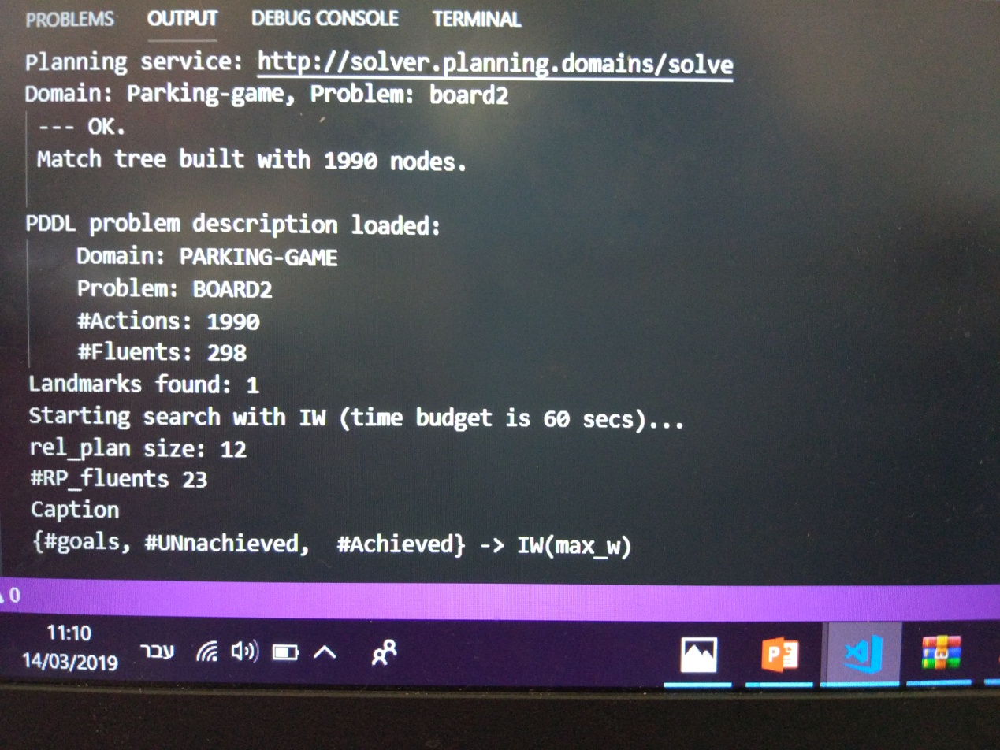 PROBLEMS OUTPUT DEBUG CONSOLE TERMINAL
Planning service: http://solver.planning.domains/solve
Domain: Parking-game, Problem: board2
--- OK.
Match tree built with 1990 nodes.
PDDL problem description loaded:
Domain: PARKING-GAME
Problem: BOARD2
#Actions: 1990
#Fluents: 298
Landmarks found: 1
Starting search with IW (time budget is 60 secs)...
rel_plan size: 12
#RP_fluents 23
Caption
{#goals, #UNnachieved,  #Achieved} -> IW(max_w)
0
11:10
14/03/2019
עבר